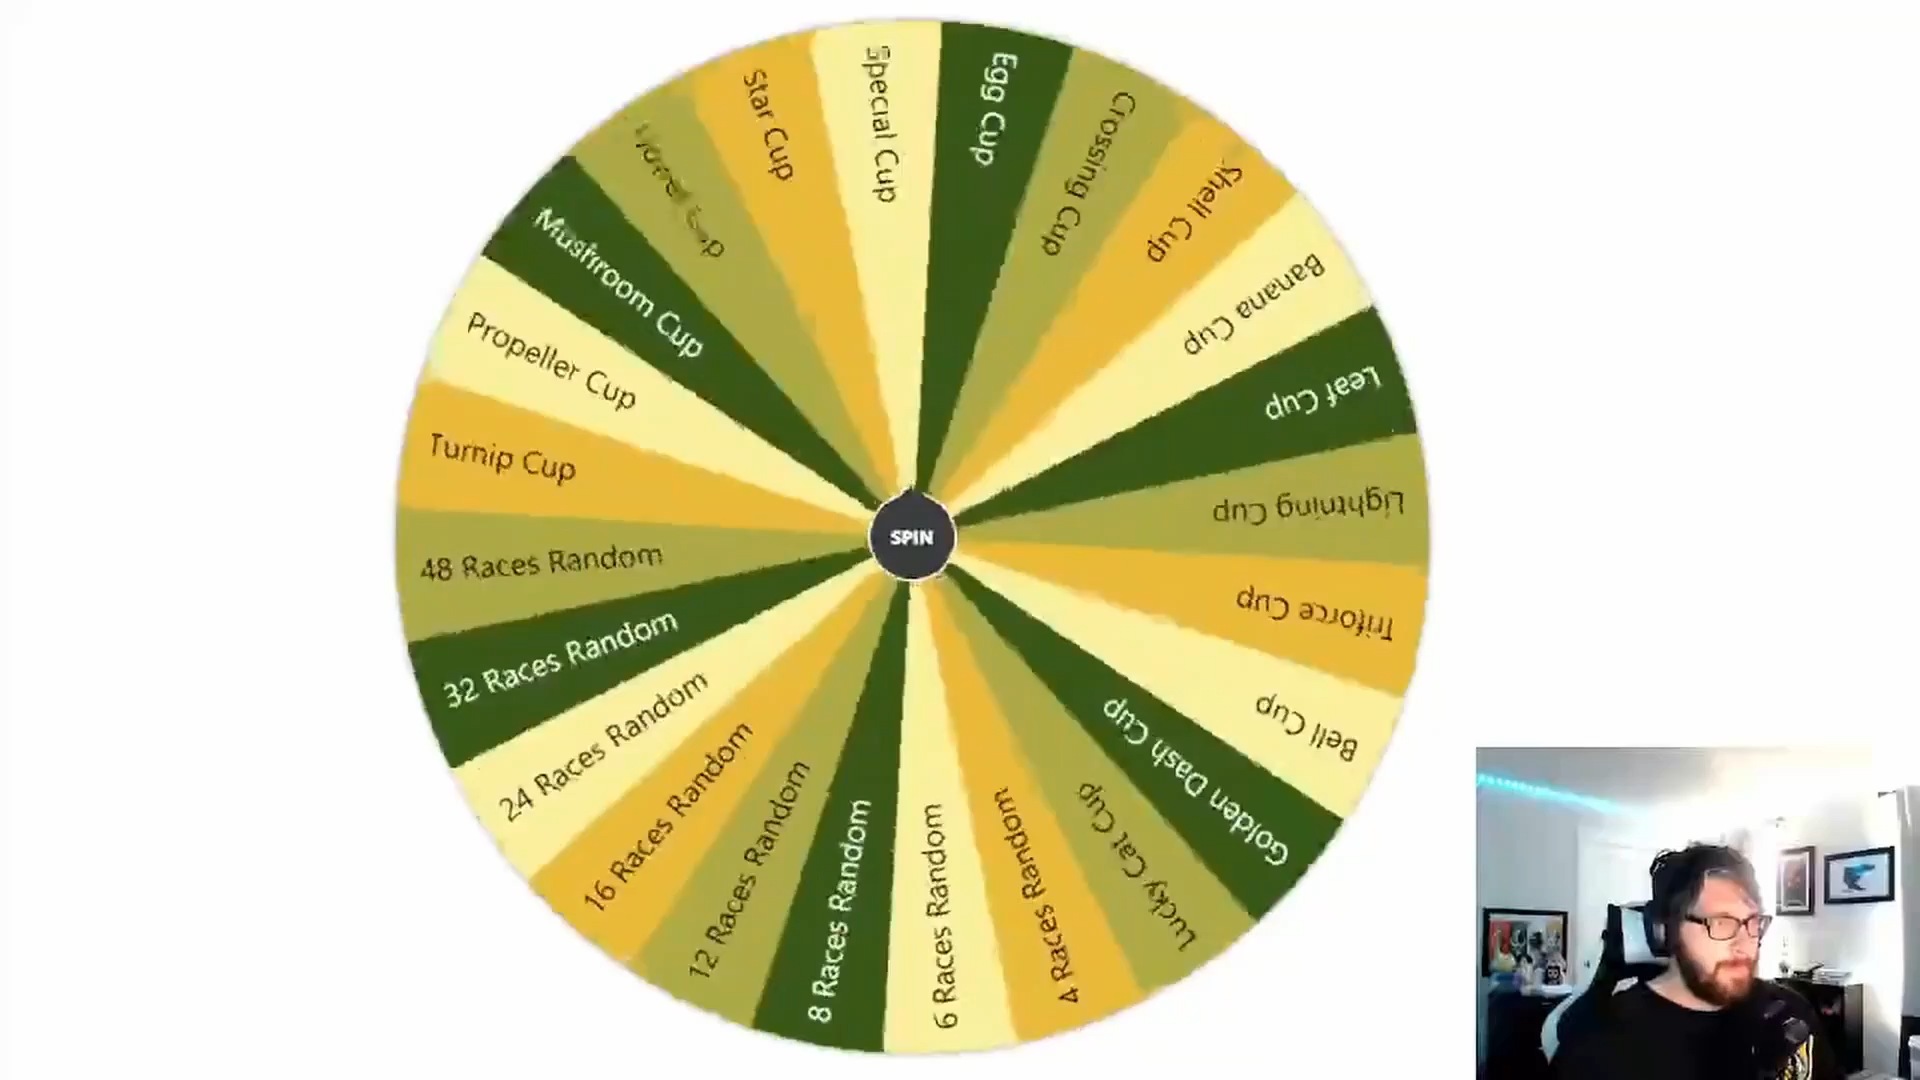 Special Cup
Egg Cup
Crossing Cup
Shell Cup
Banana Cup
Leaf Cup
Lightning Cup
Triforce Cup
Bell Cup
Golden Dash Cup
Lucky Cat Cup
4 Races Random
6 Races Random
8 Races Random
12 Races Random
16 Races Random
24 Races Random
32 Races Random
48 Races Random
Turnip Cup
Propeller Cup
Mushroom Cup
Cup
Star Cup
SPIN